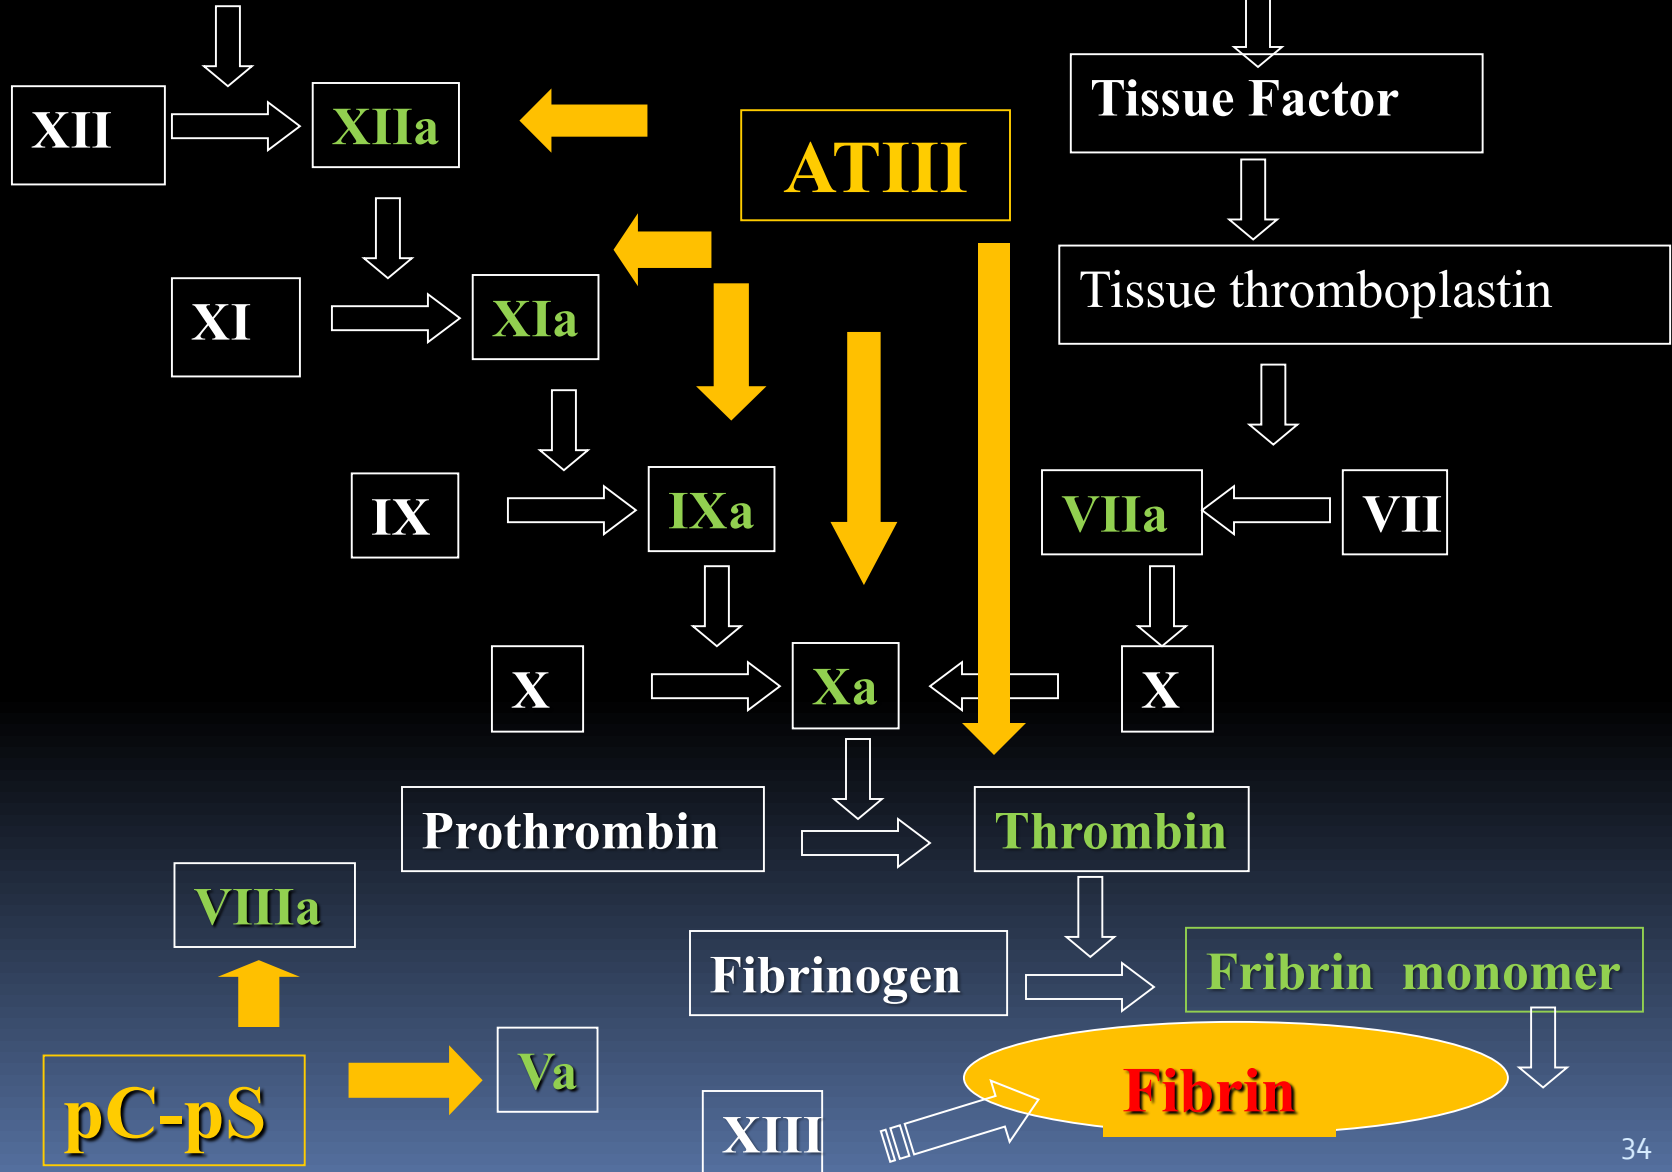 Tissue Factor
XII
XIIa
ATIII
Tissue thromboplastin
XI
XIa
IX
IXa
VIIa
VII
X
Xa
X
Prothrombin
Thrombin
VIIIa
Fibrinogen
Fribrin monomer
Va
pC-pS
Fibrin
XIII
34